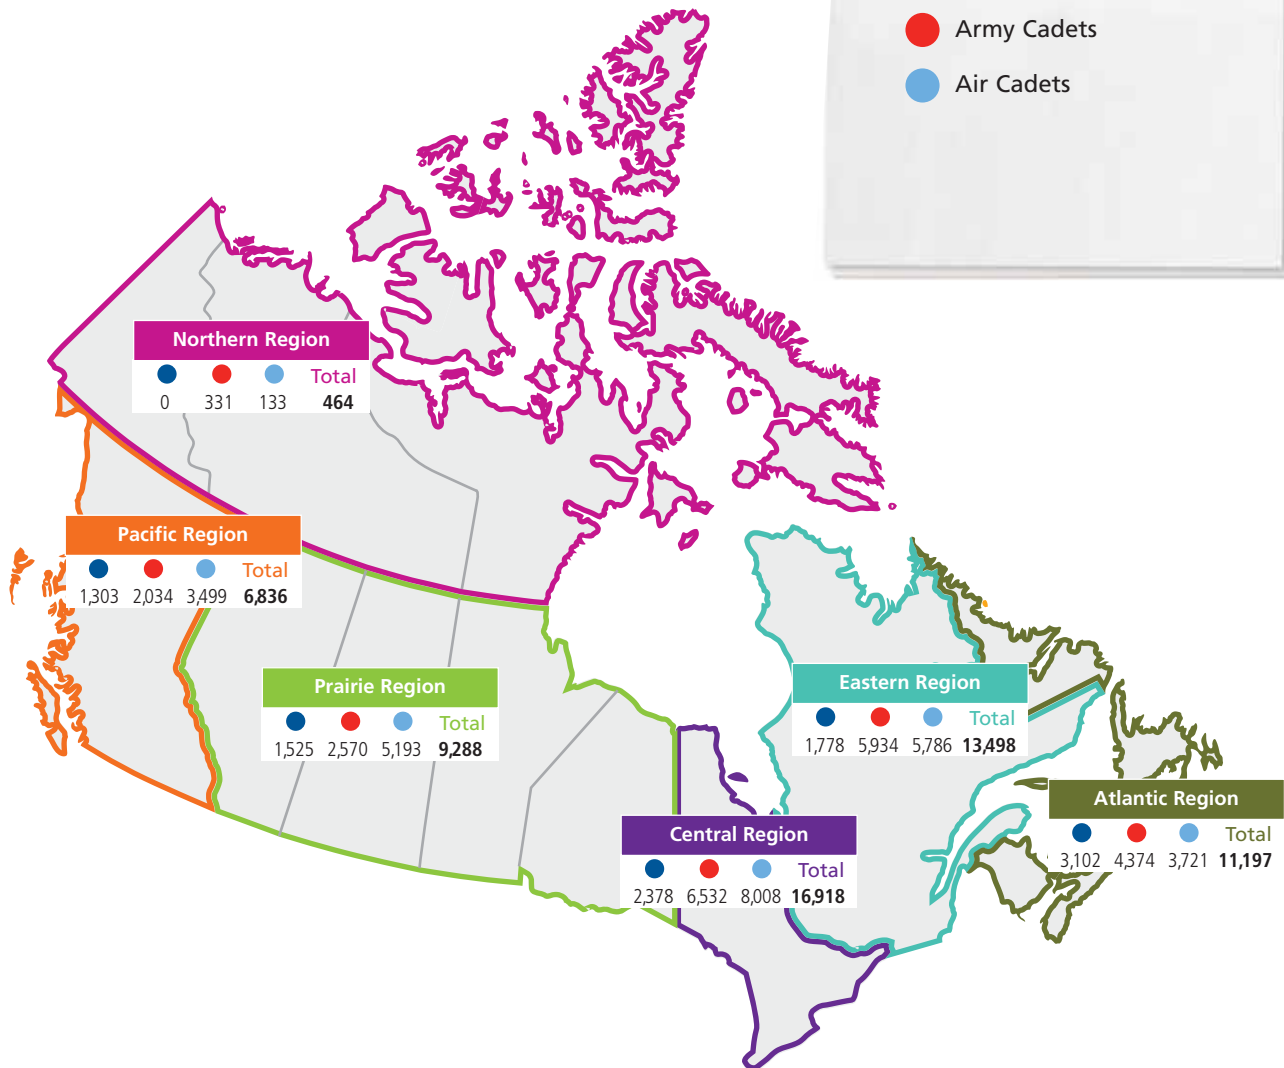 Army Cadets
Air Cadets
Northern Region
Total
0 331 133 464
Pacific Region
Total
1,303 2,034 3,499 6,836
Prairie Region
Total
1,525 2,570 5,193 9,288
Eastern Region
Total
1,778 5,934 5,786 13,498
Atlantic Region
Total
3,102 4,374 3,721 11,197
Central Region
Total
2,378 6,532 8,008 16,918